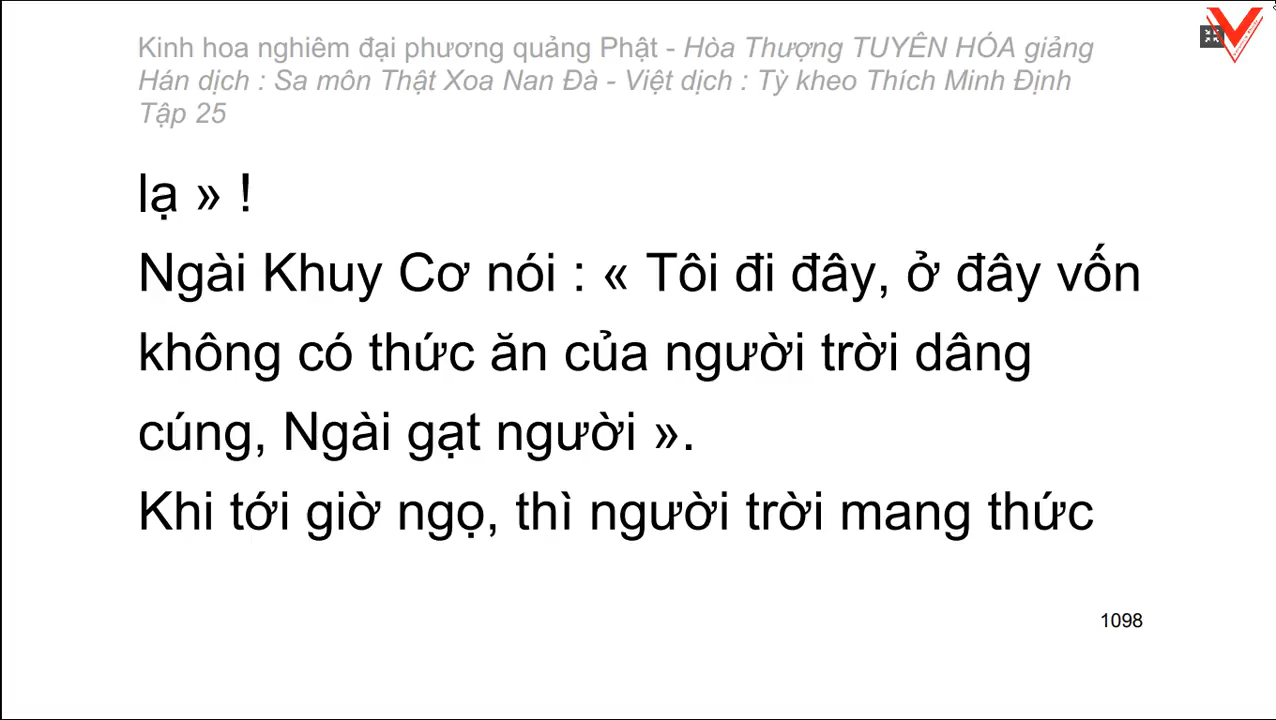 Kinh hoa nghiêm đại phương quảng Phật - Hòa Thượng TUYÊN HÓA giảng
Hán dịch : Sa môn Thật Xoa Nan Đà - Việt dịch : Tỳ kheo Thích Minh Định
Tập 25
lạ » !
Ngài Khuy Cơ nói : « Tôi đi đây, ở đây vốn
không có thức ăn của người trời dâng
cúng, Ngài gạt người ».
Khi tới giờ ngọ, thì người trời mang thức
1098